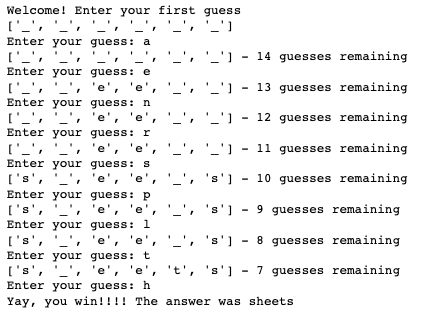 Welcome! Enter your first guess
['_', '_', '_', '_', '_', '_']
Enter your guess: a
['_', '_', '_', '_', '_', '_'] - 14 guesses remaining
Enter your guess: e
['_', '_', 'e', 'e', '_', '_'] - 13 guesses remaining
Enter your guess: n
['_', '_', 'e', 'e', '_', '_'] - 12 guesses remaining
Enter your guess: r
['_', '_', 'e', 'e', '_', '_'] - 11 guesses remaining
Enter your guess: s
['s', '_', 'e', 'e', '_', 's'] - 10 guesses remaining
Enter your guess: p
['s', '_', 'e', 'e', '_', 's'] - 9 guesses remaining
Enter your guess: l
['s', '_', 'e', 'e', '_', 's'] - 8 guesses remaining
Enter your guess: t
['s', '_', 'e', 'e', 't', 's'] - 7 guesses remaining
Enter your guess: h
Yay, you win!!!! The answer was sheets